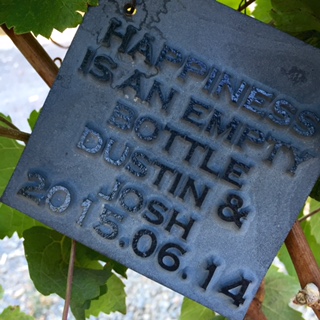 HAPPINESS
IS AN EMPTY
BOTTLE
DUSTIN &
JOSH
2015.06.14